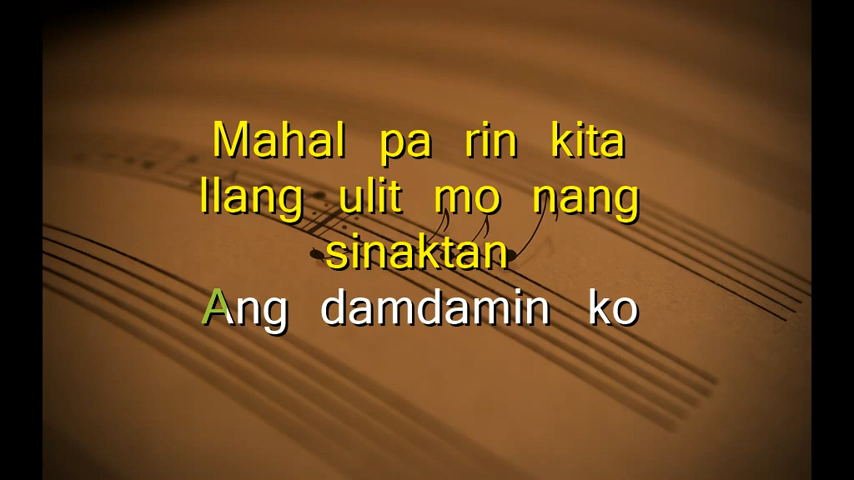 Mahal pa rin kita
Ilang ulit mo nang
sinaktan
Ang damdamin ko